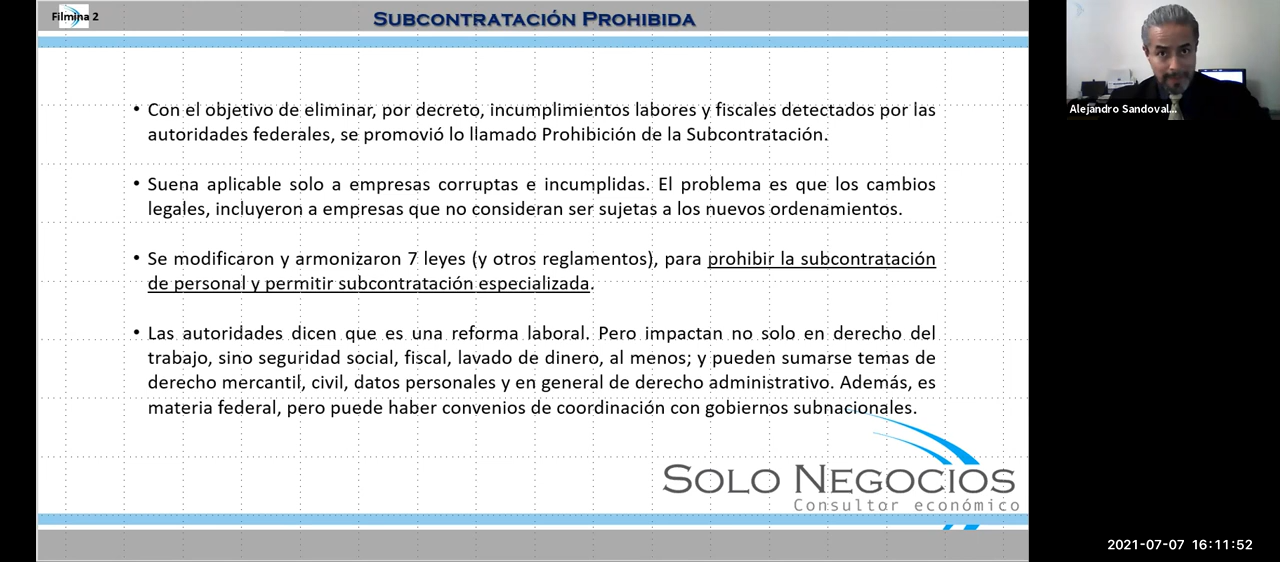 Filmina 2
Subcontratación Prohibida
• Con el objetivo de eliminar, por decreto, incumplimientos labores y fiscales detectados por las
autoridades federales, se promovió lo llamado Prohibición de la Subcontratación.
• Suena aplicable solo a empresas corruptas e incumplidas. El problema es que los cambios
legales, incluyeron a empresas que no consideran ser sujetas a los nuevos ordenamientos.
• Se modificaron y armonizaron 7 leyes (y otros reglamentos), para prohibir la subcontratación
de personal y permitir subcontratación especializada.
• Las autoridades dicen que es una reforma laboral. Pero impactan no solo en derecho del
trabajo, sino seguridad social, fiscal, lavado de dinero, al menos; y pueden sumarse temas de
derecho mercantil, civil, datos personales y en general de derecho administrativo. Además, es
materia federal, pero puede haber convenios de coordinación con gobiernos subnacionales.
Solo Negocios
Consultor económico
Alejandro Sandoval...
2021-07-07 16:11:52